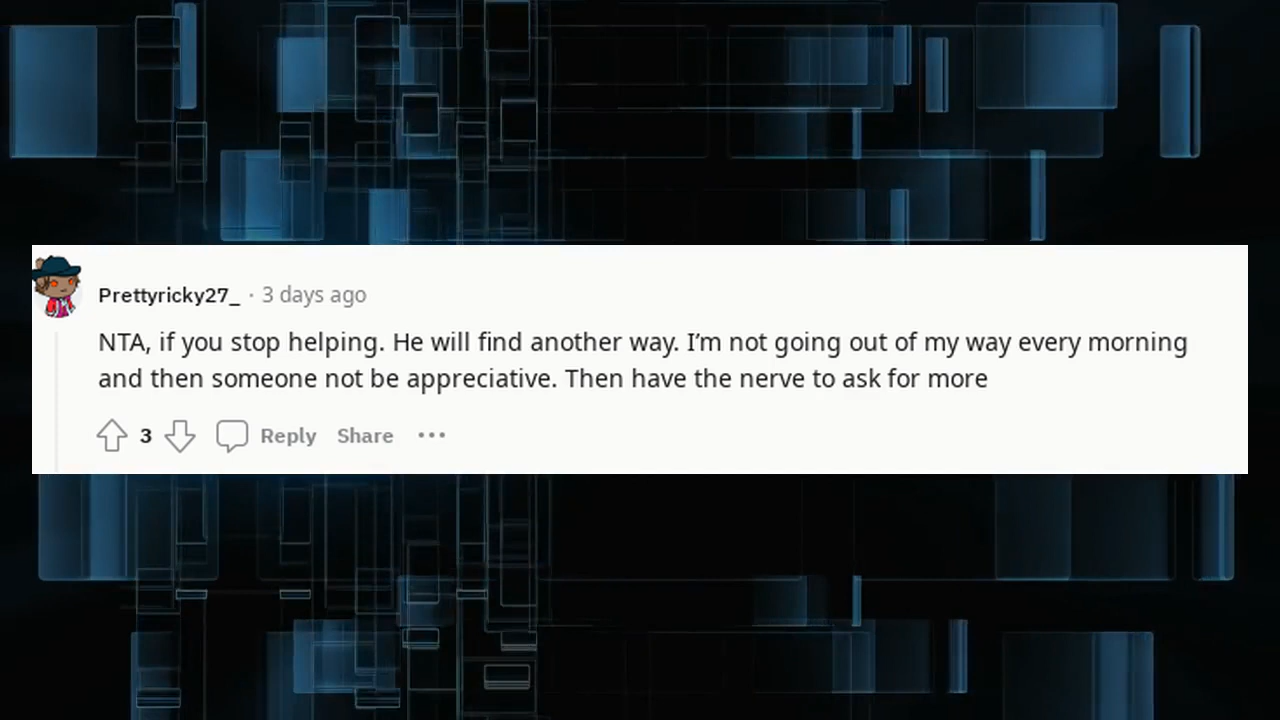 Prettyricky27_ · 3 days ago
NTA, if you stop helping. He will find another way. I’m not going out of my way every morning
and then someone not be appreciative. Then have the nerve to ask for more
3 Reply Share •••